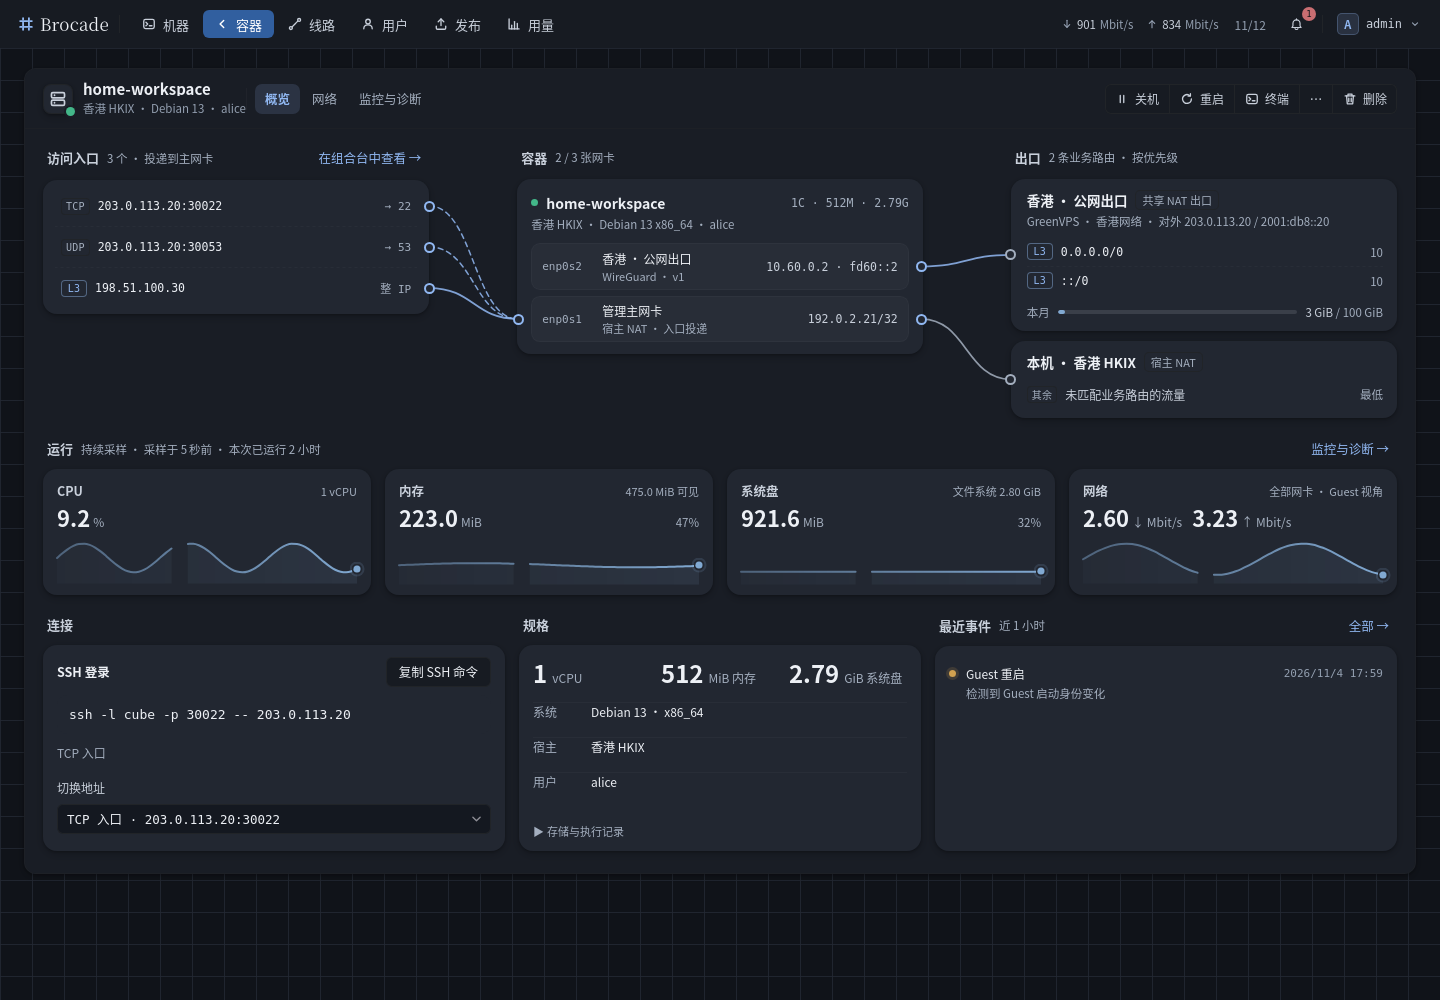 Brocade 机器 容器 线路 用户 发布 用量 ↓ 901 Mbit/s ↑ 834 Mbit/s 11/12 1 A admin
home-workspace
香港 HKIX · Debian 13 · alice
概览 网络 监控与诊断 关机 重启 终端 ⋯ 删除
访问入口 3 个 · 投递到主网卡 在组合台中查看 →
TCP 203.0.113.20:30022 → 22
UDP 203.0.113.20:30053 → 53
L3 198.51.100.30 整 IP
容器 2 / 3 张网卡
home-workspace 1C · 512M · 2.79G
香港 HKIX · Debian 13 x86_64 · alice
enp0s2 香港 · 公网出口 10.60.0.2 · fd60::2
WireGuard · v1
enp0s1 管理主网卡 192.0.2.21/32
宿主 NAT · 入口投递
出口 2 条业务路由 · 按优先级
香港 · 公网出口 共享 NAT 出口
GreenVPS · 香港网络 · 对外 203.0.113.20 / 2001:db8::20
L3 0.0.0.0/0 10
L3 ::/0 10
本月 3 GiB / 100 GiB
本机 · 香港 HKIX 宿主 NAT
其余 未匹配业务路由的流量 最低
运行 持续采样 · 采样于 5 秒前 · 本次已运行 2 小时 监控与诊断 →
CPU 1 vCPU
9.2 %
内存 475.0 MiB 可见
223.0 MiB 47%
系统盘 文件系统 2.80 GiB
921.6 MiB 32%
网络 全部网卡 · Guest 视角
2.60 ↓ Mbit/s 3.23 ↑ Mbit/s
连接
SSH 登录 复制 SSH 命令
ssh -l cube -p 30022 -- 203.0.113.20
TCP 入口
切换地址
TCP 入口 · 203.0.113.20:30022
规格
1 vCPU 512 MiB 内存 2.79 GiB 系统盘
系统 Debian 13 · x86_64
宿主 香港 HKIX
用户 alice
▶ 存储与执行记录
最近事件 近 1 小时 全部 →
Guest 重启 2026/11/4 17:59
检测到 Guest 启动身份变化